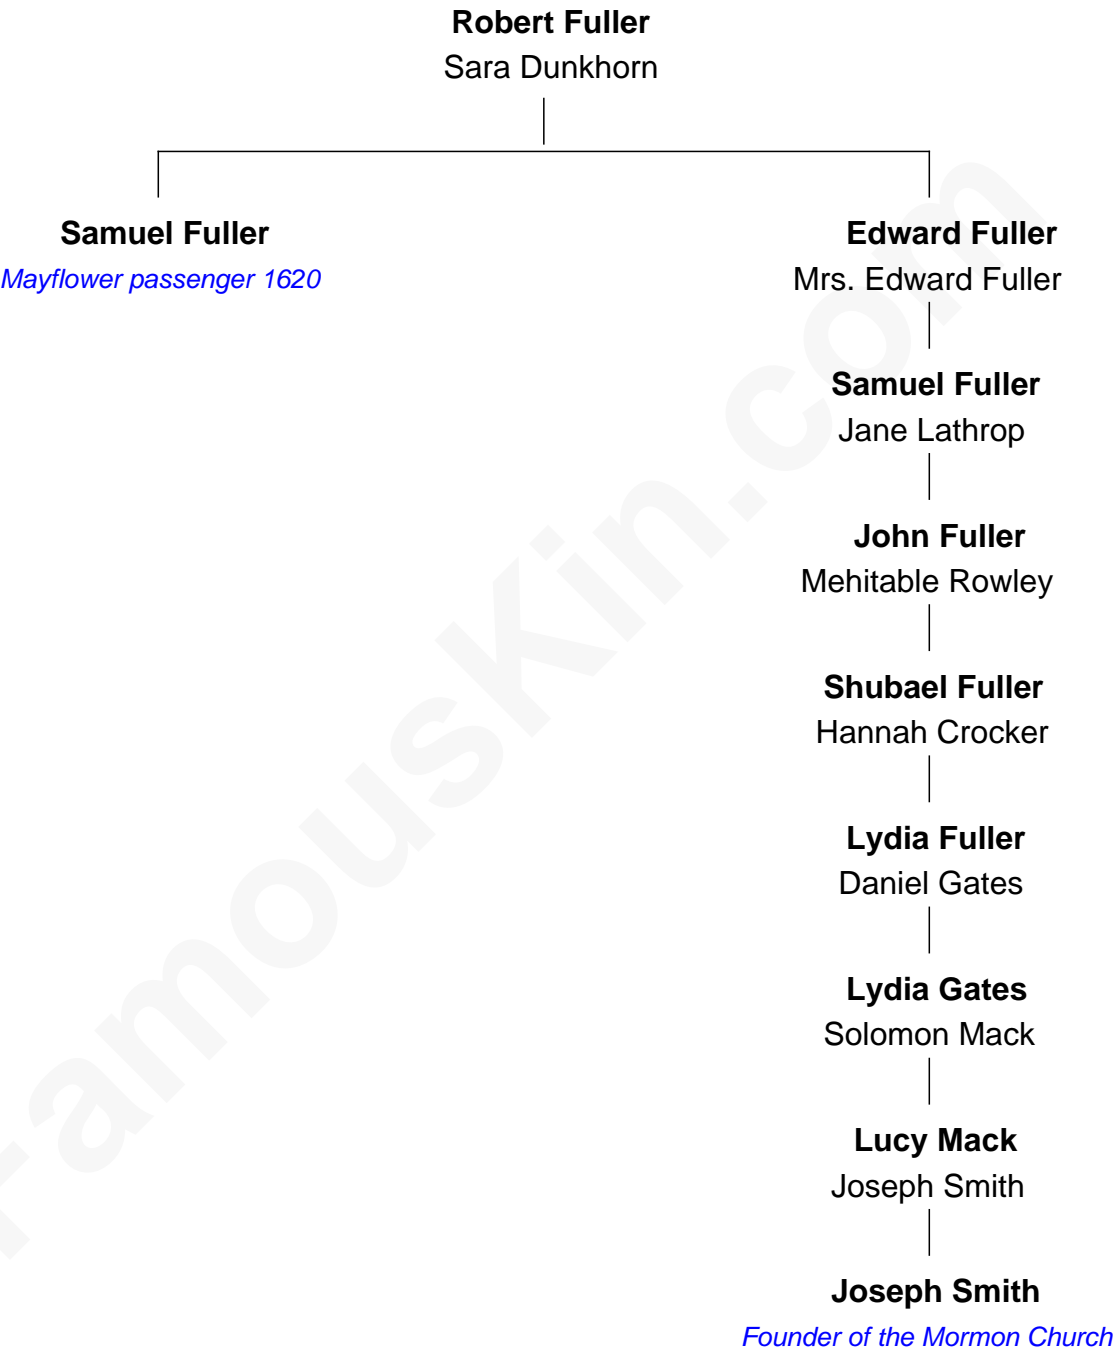 Robert Fuller
Sara Dunkhorn
Samuel Fuller
Mayflower passenger 1620
Edward Fuller
Mrs. Edward Fuller
Samuel Fuller
Jane Lathrop
John Fuller
Mehitable Rowley
Shubael Fuller
Hannah Crocker
Lydia Fuller
Daniel Gates
Lydia Gates
Solomon Mack
Lucy Mack
Joseph Smith
Joseph Smith
Founder of the Mormon Church
FamousKin.com